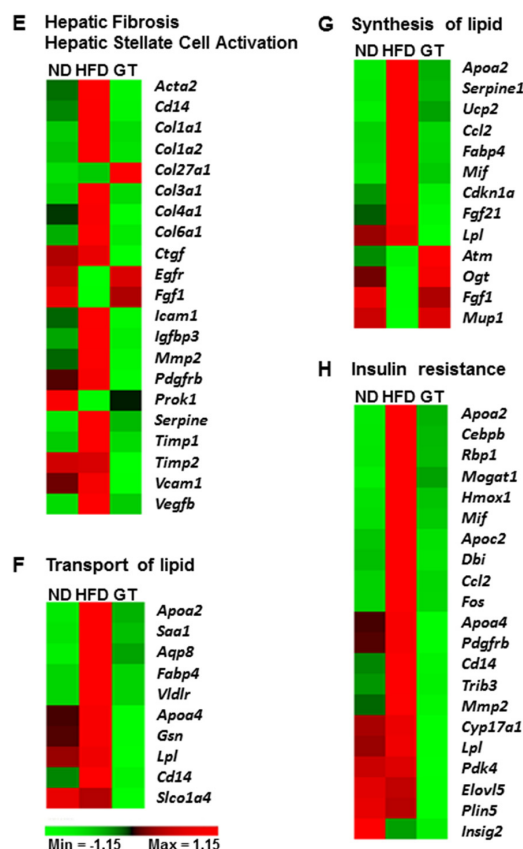 E Hepatic Fibrosis
Hepatic Stellate Cell Activation
ND HFD GT
Acta2
Cd14
Col1a1
Col1a2
Col27a1
Col3a1
Col4a1
Col6a1
Ctgf
Egfr
Fgf1
Icam1
Igfbp3
Mmp2
Pdgfrb
Prok1
Serpine
Timp1
Timp2
Vcam1
Vegfb
F Transport of lipid
ND HFD GT
Apoa2
Saa1
Aqp8
Fabp4
Vldlr
Apoa4
Gsn
Lpl
Cd14
Slco1a4
Min = -1.15 Max = 1.15
G Synthesis of lipid
ND HFD GT
Apoa2
Serpine1
Ucp2
Ccl2
Fabp4
Mif
Cdkn1a
Fgf21
Lpl
Atm
Ogt
Fgf1
Mup1
H Insulin resistance
ND HFD GT
Apoa2
Cebpb
Rbp1
Mogat1
Hmox1
Mif
Apoc2
Dbi
Ccl2
Fos
Apoa4
Pdgfrb
Cd14
Trib3
Mmp2
Cyp17a1
Lpl
Pdk4
Elovl5
Plin5
Insig2